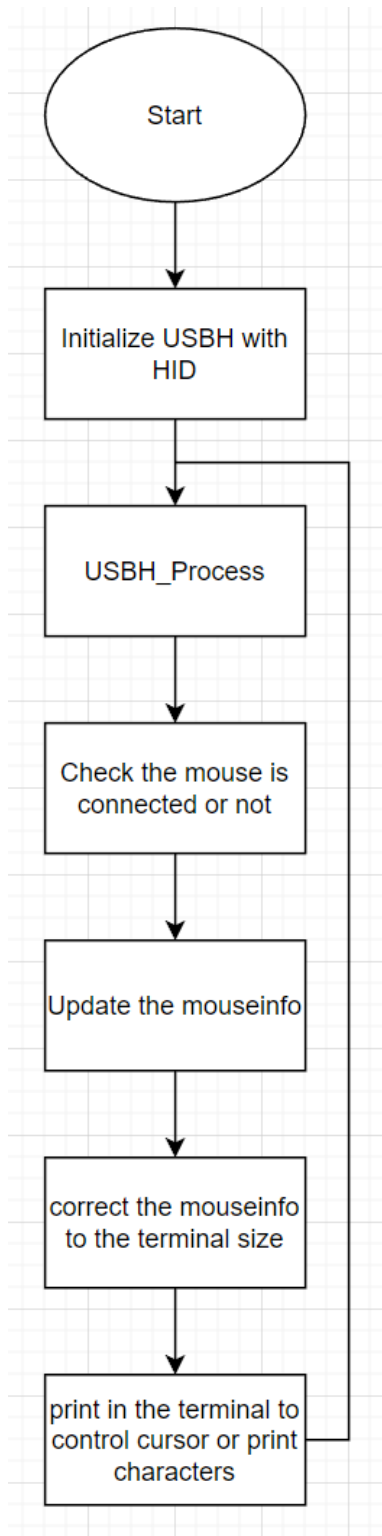 Start
Initialize USBH with
HID
USBH_Process
Check the mouse is
connected or not
Update the mouseinfo
correct the mouseinfo
to the terminal size
print in the terminal to
control cursor or print
characters